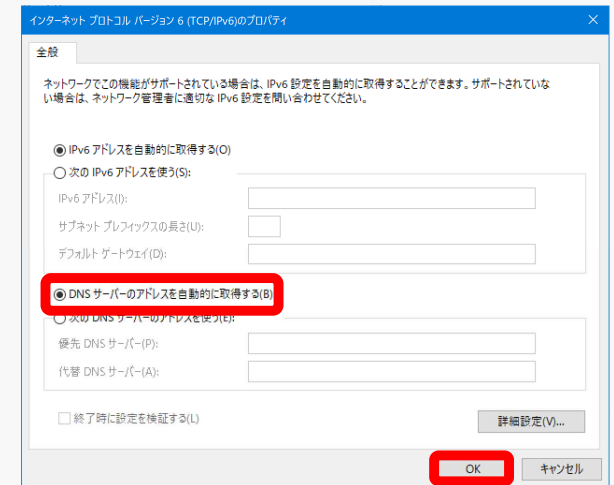 インターネット プロトコル バージョン 6 (TCP/IPv6)のプロパティ
全般
ネットワークでこの機能がサポートされている場合は、IPv6 設定を自動的に取得することができます。サポートされていな
い場合は、ネットワーク管理者に適切な IPv6 設定を問い合わせてください。
IPv6 アドレスを自動的に取得する(O)
次の IPv6 アドレスを使う(S):
IPv6 アドレス(I):
サブネット プレフィックスの長さ(U):
デフォルト ゲートウェイ(D):
DNS サーバーのアドレスを自動的に取得する(B)
次の DNS サーバーのアドレスを使う(E):
優先 DNS サーバー(P):
代替 DNS サーバー(A):
終了時に設定を検証する(L)
詳細設定(V)...
OK
キャンセル